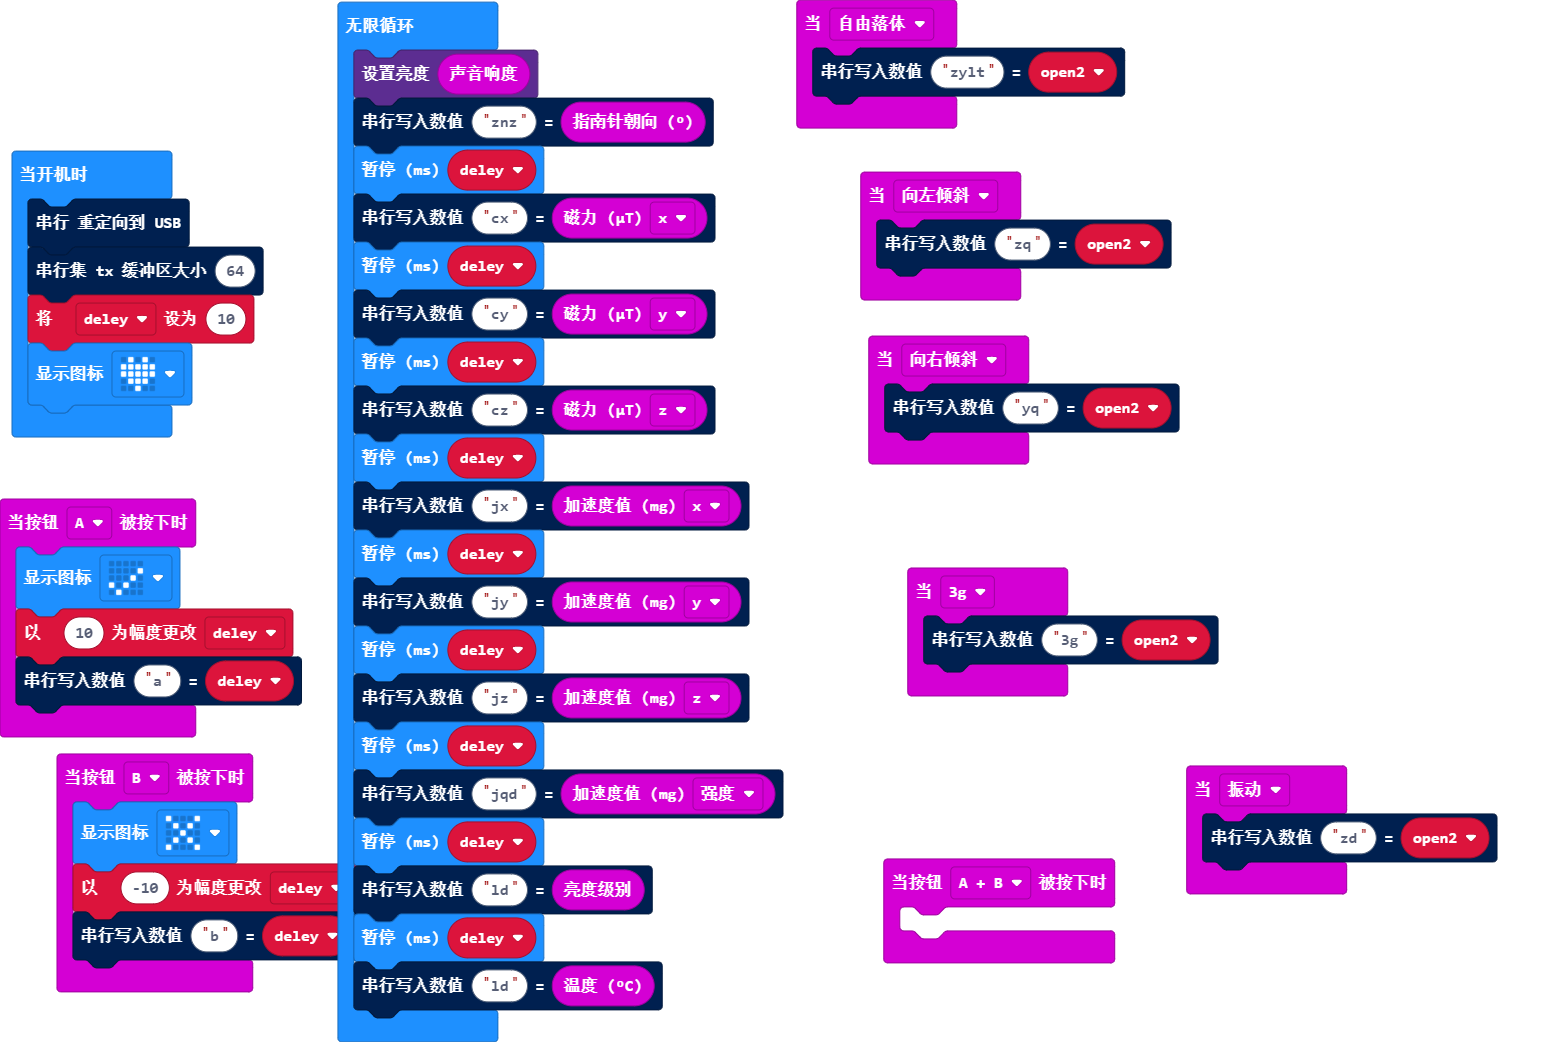 当开机时
串行 重定向到 USB
串行集 tx 缓冲区大小 64
将 deley 设为 10
显示图标
当按钮 A 被按下时
显示图标
以 10 为幅度更改 deley
串行写入数值 "a" = deley
当按钮 B 被按下时
显示图标
以 -10 为幅度更改 deley
串行写入数值 "b" = deley
无限循环
设置亮度 声音响度
串行写入数值 "znz" = 指南针朝向 (º)
暂停 (ms) deley
串行写入数值 "cx" = 磁力 (µT) x
暂停 (ms) deley
串行写入数值 "cy" = 磁力 (µT) y
暂停 (ms) deley
串行写入数值 "cz" = 磁力 (µT) z
暂停 (ms) deley
串行写入数值 "jx" = 加速度值 (mg) x
暂停 (ms) deley
串行写入数值 "jy" = 加速度值 (mg) y
暂停 (ms) deley
串行写入数值 "jz" = 加速度值 (mg) z
暂停 (ms) deley
串行写入数值 "jqd" = 加速度值 (mg) 强度
暂停 (ms) deley
串行写入数值 "ld" = 亮度级别
暂停 (ms) deley
串行写入数值 "ld" = 温度 (ºC)
当 自由落体
串行写入数值 "zylt" = open2
当 向左倾斜
串行写入数值 "zq" = open2
当 向右倾斜
串行写入数值 "yq" = open2
当 3g
串行写入数值 "3g" = open2
当 振动
串行写入数值 "zd" = open2
当按钮 A + B 被按下时